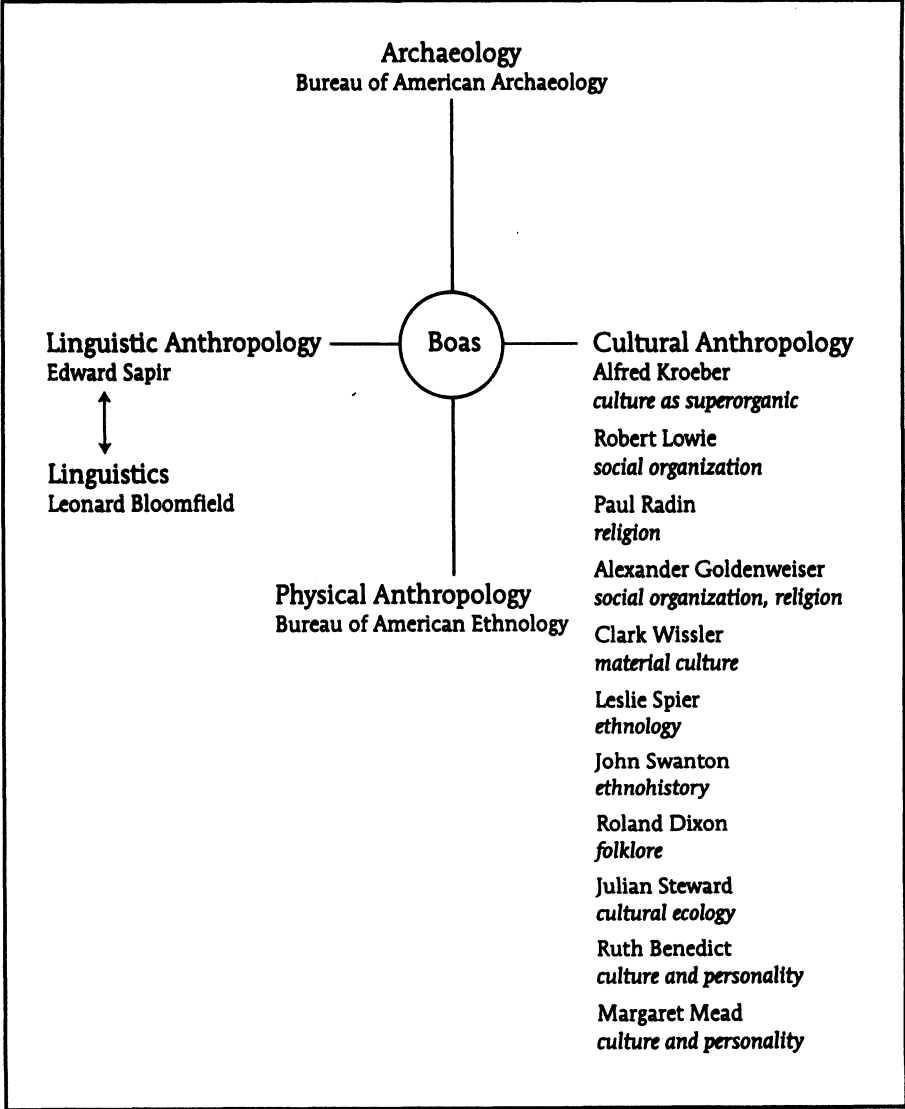 Archaeology
Bureau of American Archaeology
Linguistic Anthropology
Edward Sapir
Linguistics
Leonard Bloomfield
Boas
Cultural Anthropology
Alfred Kroeber
culture as superorganic
Robert Lowie
social organization
Paul Radin
religion
Alexander Goldenweiser
social organization, religion
Clark Wissler
material culture
Leslie Spier
ethnology
John Swanton
ethnohistory
Roland Dixon
folklore
Julian Steward
cultural ecology
Ruth Benedict
culture and personality
Margaret Mead
culture and personality
Physical Anthropology
Bureau of American Ethnology